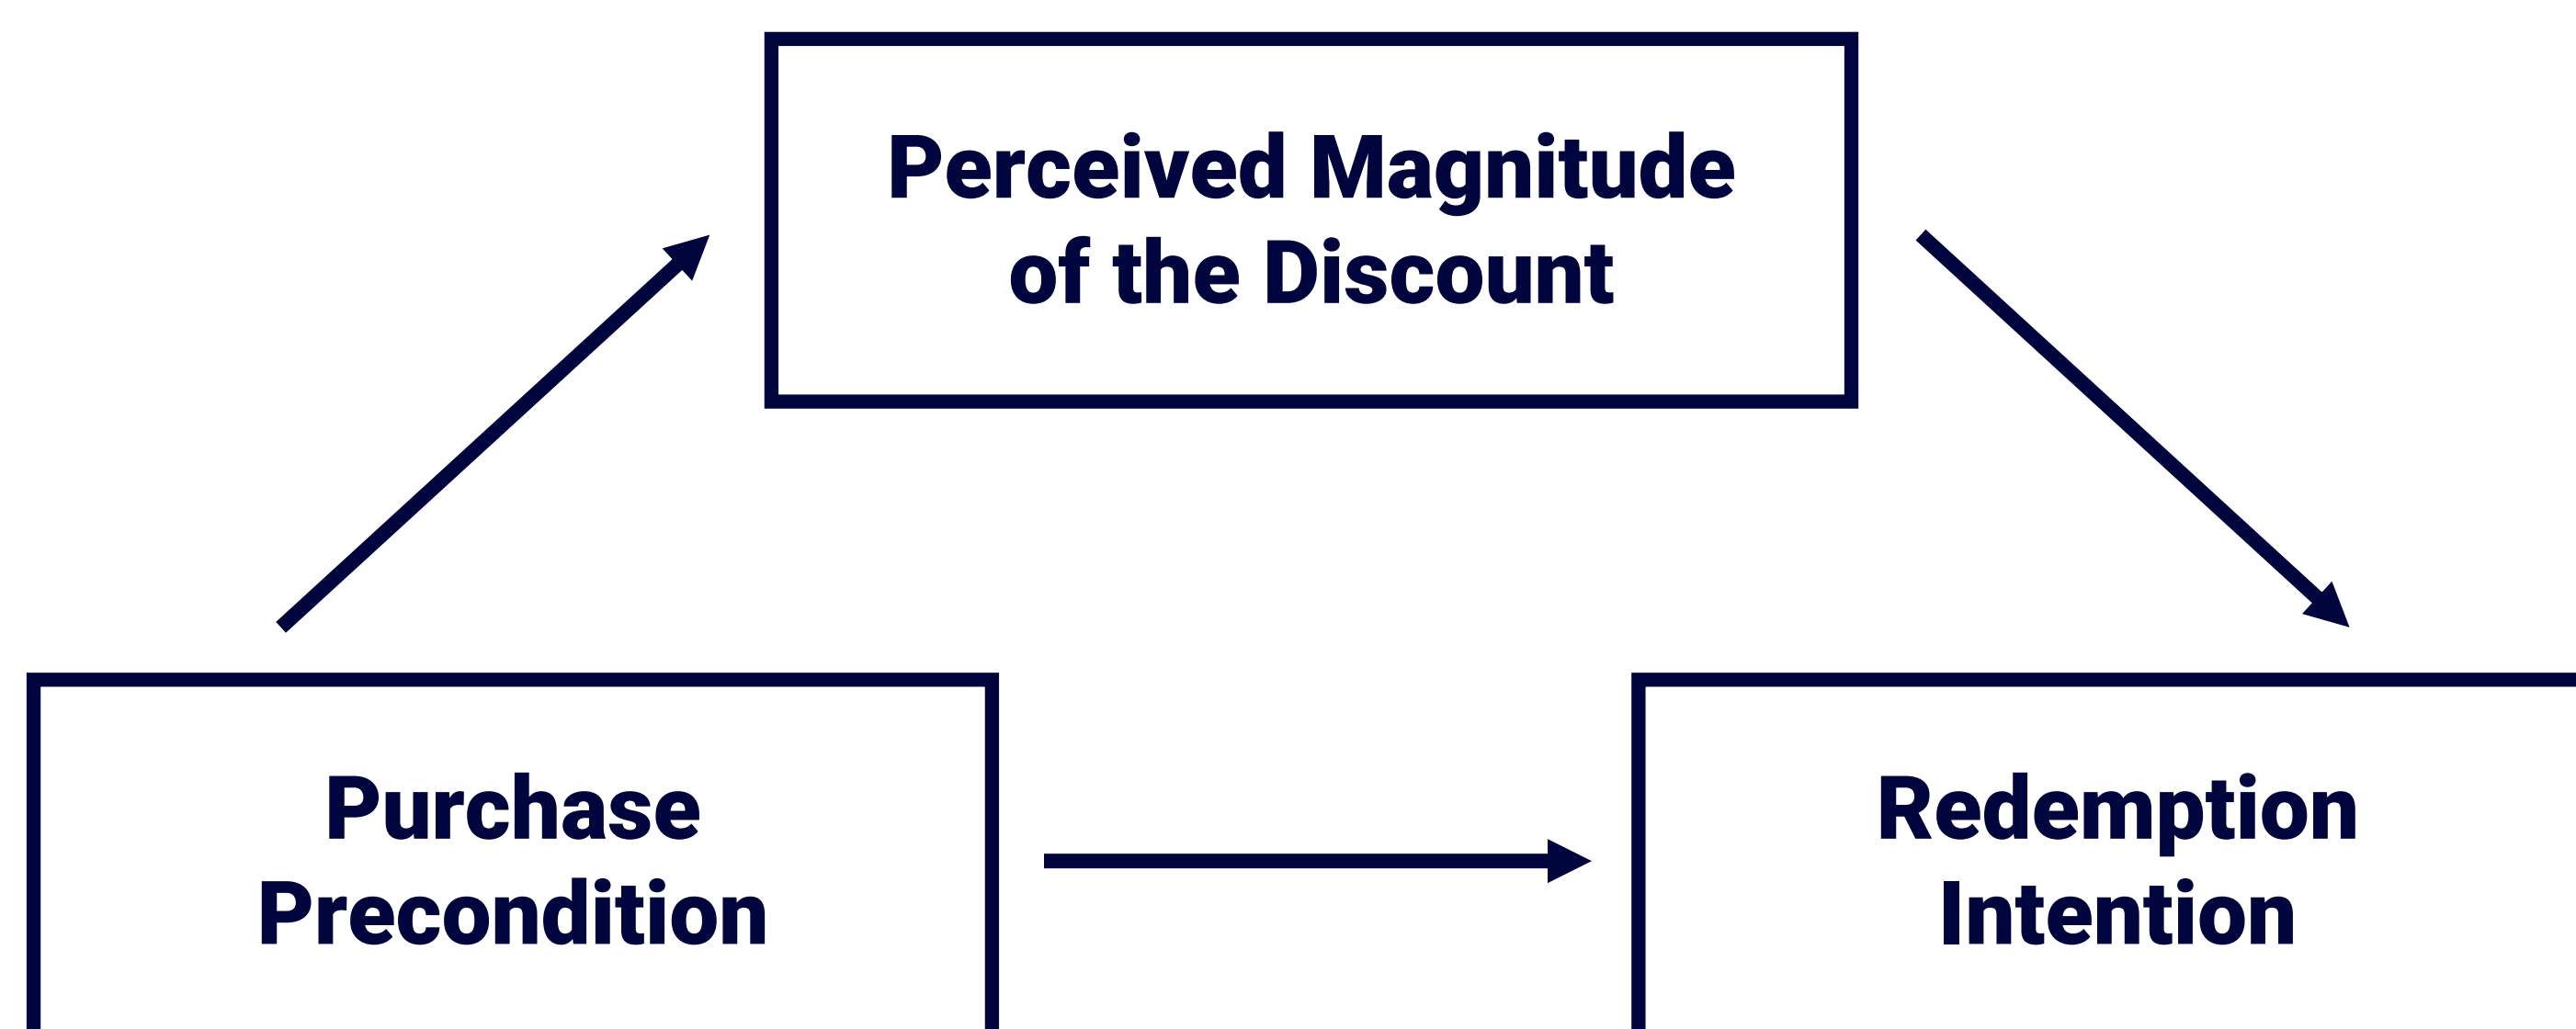 Perceived Magnitude
of the Discount
Purchase
Precondition
Redemption
Intention